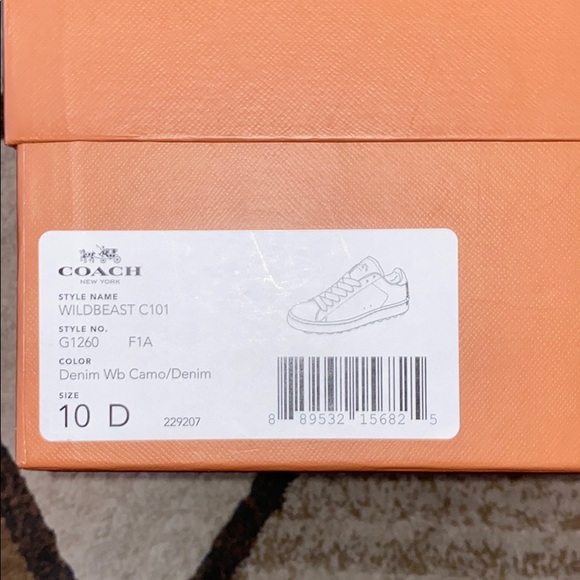 COACH
NEW YORK
STYLE NAME
WILDBEAST C101
STYLE NO.
G1260 F1A
COLOR
Denim Wb Camo/Denim
SIZE
10 D 229207
8 89532 15682 5